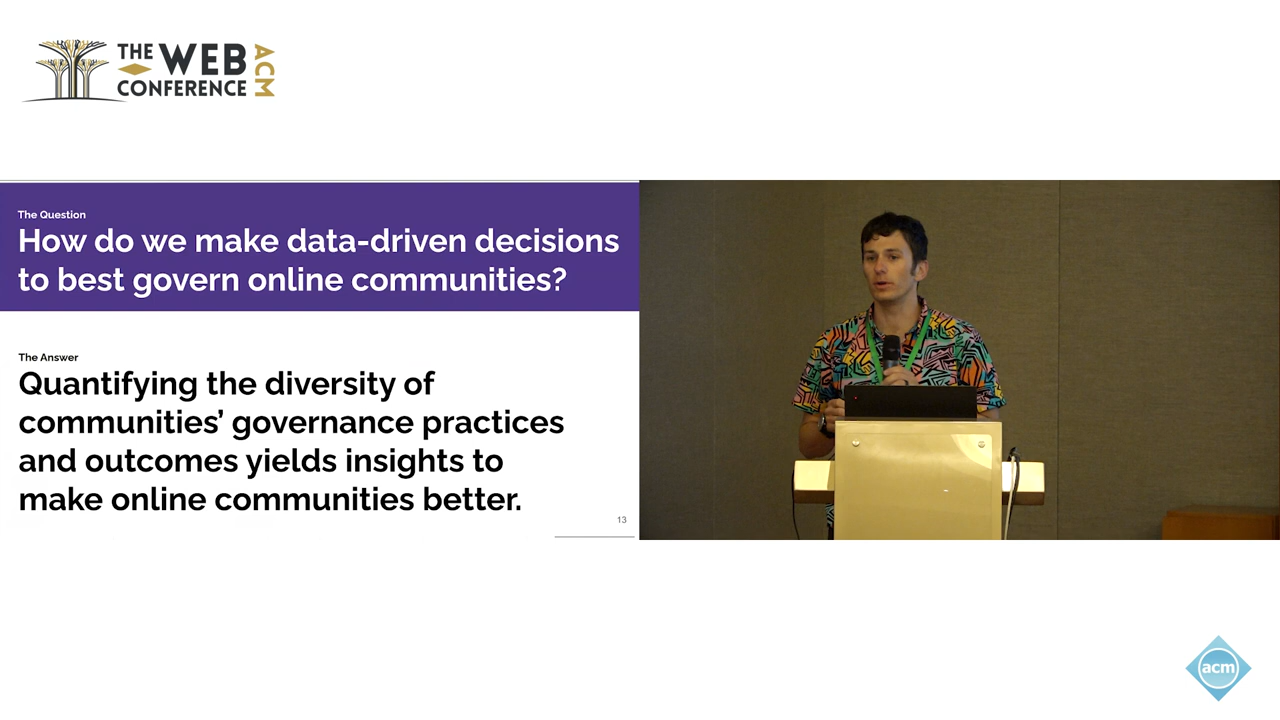 THE WEB
CONFERENCE
ACM
The Question
How do we make data-driven decisions
to best govern online communities?
The Answer
Quantifying the diversity of
communities’ governance practices
and outcomes yields insights to
make online communities better.
13
acm